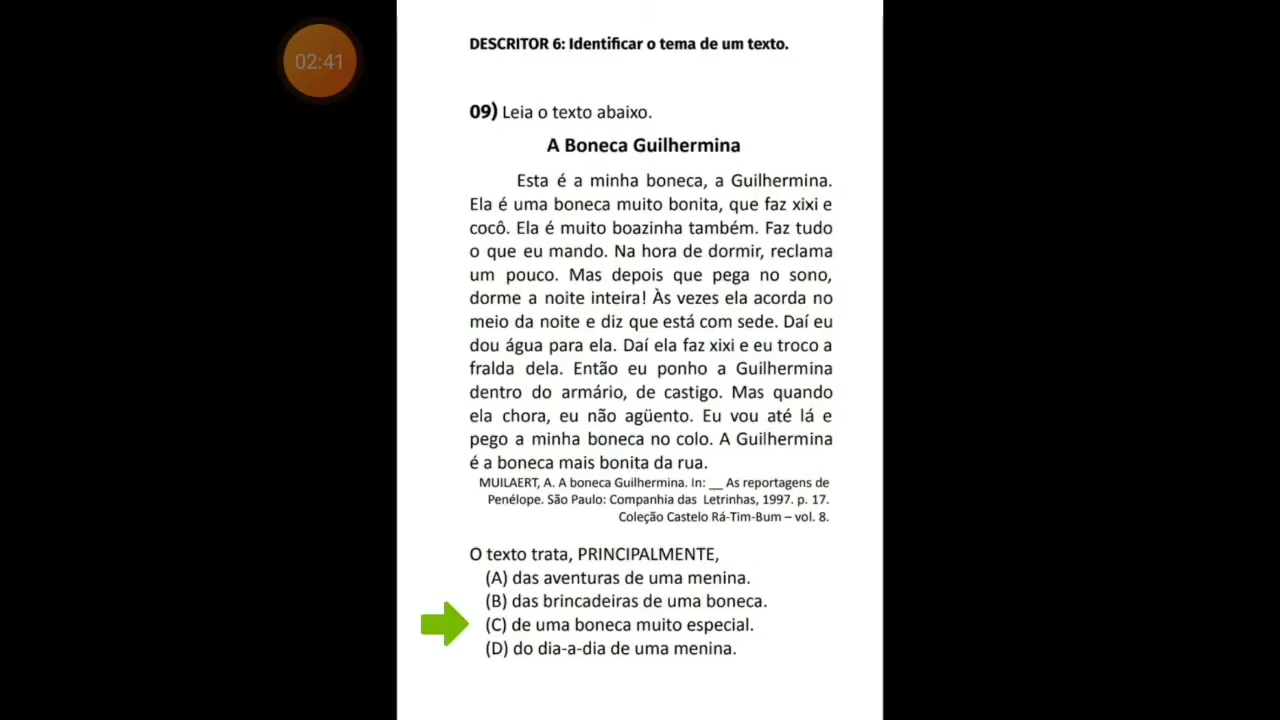 02:41
DESCRITOR 6: Identificar o tema de um texto.
09) Leia o texto abaixo.
A Boneca Guilhermina
Esta é a minha boneca, a Guilhermina.
Ela é uma boneca muito bonita, que faz xixi e
cocô. Ela é muito boazinha também. Faz tudo
o que eu mando. Na hora de dormir, reclama
um pouco. Mas depois que pega no sono,
dorme a noite inteira! Às vezes ela acorda no
meio da noite e diz que está com sede. Daí eu
dou água para ela. Daí ela faz xixi e eu troco a
fralda dela. Então eu ponho a Guilhermina
dentro do armário, de castigo. Mas quando
ela chora, eu não agüento. Eu vou até lá e
pego a minha boneca no colo. A Guilhermina
é a boneca mais bonita da rua.
MUILAERT, A. A boneca Guilhermina. In: __ As reportagens de
Penélope. São Paulo: Companhia das Letrinhas, 1997. p. 17.
Coleção Castelo Rá-Tim-Bum – vol. 8.
O texto trata, PRINCIPALMENTE,
(A) das aventuras de uma menina.
(B) das brincadeiras de uma boneca.
(C) de uma boneca muito especial.
(D) do dia-a-dia de uma menina.